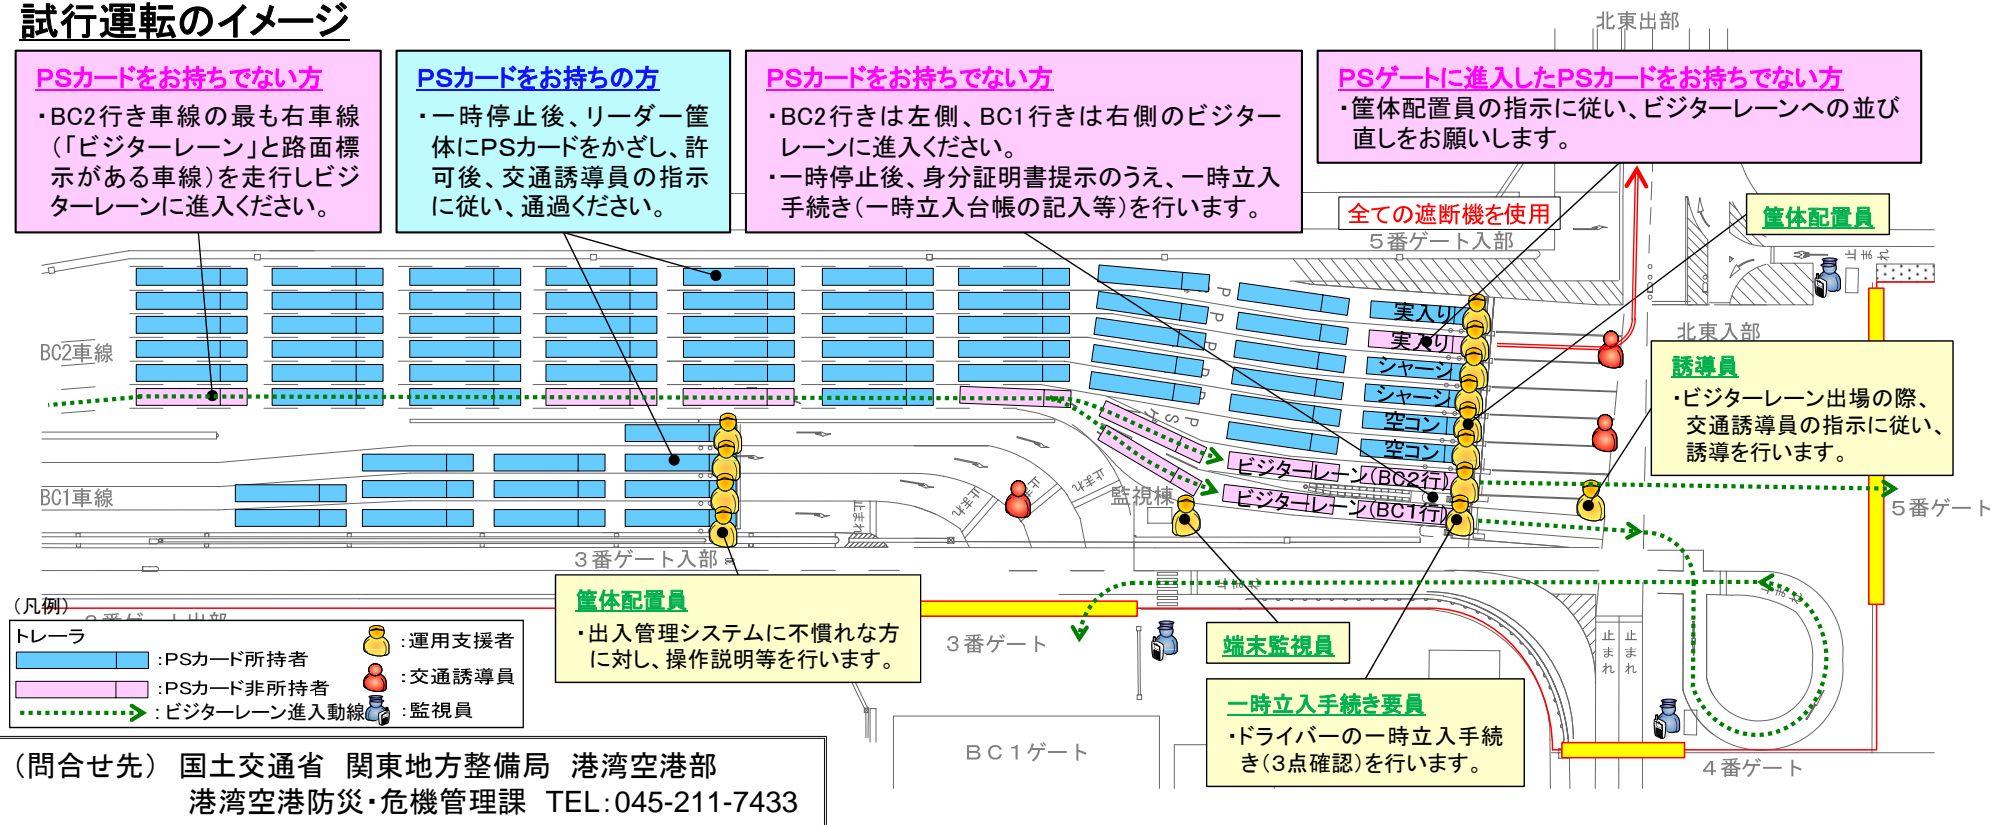 試行運転のイメージ
北東出部
PSカードをお持ちでない方
・BC2行き車線の最も右車線
(「ビジターレーン」と路面標
示がある車線)を走行しビジ
ターレーンに進入ください。
PSカードをお持ちの方
・一時停止後、リーダー筐
体にPSカードをかざし、許
可後、交通誘導員の指示
に従い、通過ください。
PSカードをお持ちでない方
・BC2行きは左側、BC1行きは右側のビジター
レーンに進入ください。
・一時停止後、身分証明書提示のうえ、一時立入
手続き(一時立入台帳の記入等)を行います。
PSゲートに進入したPSカードをお持ちでない方
・筐体配置員の指示に従い、ビジターレーンへの並び
直しをお願いします。
全ての遮断機を使用
5番ゲート入部
筐体配置員
止まれ
北東入部
BC2車線
実入り
実入り
シャーシ
シャーシ
空コン
空コン
ビジターレーン(BC2行)
ビジターレーン(BC1行)
誘導員
・ビジターレーン出場の際、
交通誘導員の指示に従い、
誘導を行います。
BC1車線
止まれ
止まれ
止まれ
止まれ
監視棟
5番ゲート
3番ゲート入部
筐体配置員
・出入管理システムに不慣れな方
に対し、操作説明等を行います。
3番ゲート
端末監視員
止まれ
止まれ
一時立入手続き要員
・ドライバーの一時立入手続
き(3点確認)を行います。
BC1ゲート
4番ゲート
(凡例)
トレーラ
:PSカード所持者
:PSカード非所持者
:ビジターレーン進入動線
:運用支援者
:交通誘導員
:監視員
(問合せ先) 国土交通省 関東地方整備局 港湾空港部
港湾空港防災・危機管理課 TEL:045-211-7433